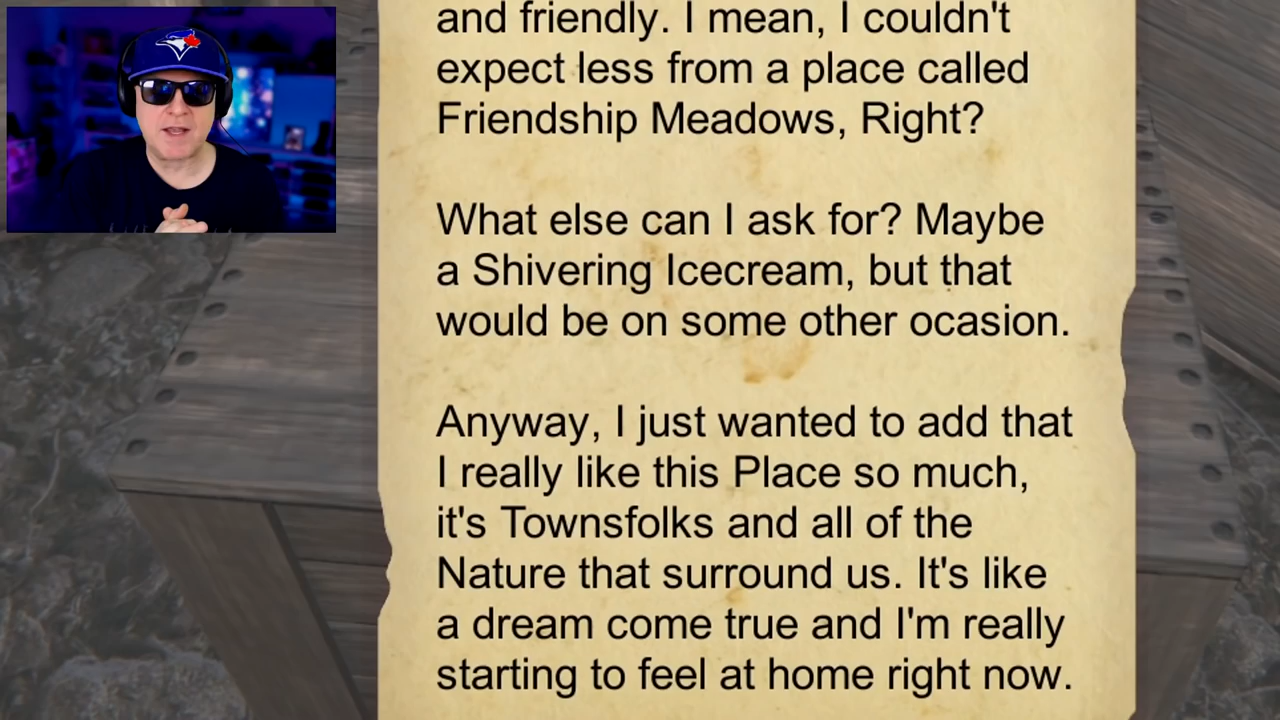 and friendly. I mean, I couldn't
expect less from a place called
Friendship Meadows, Right?
What else can I ask for? Maybe
a Shivering Icecream, but that
would be on some other ocasion.
Anyway, I just wanted to add that
I really like this Place so much,
it's Townsfolks and all of the
Nature that surround us. It's like
a dream come true and I'm really
starting to feel at home right now.